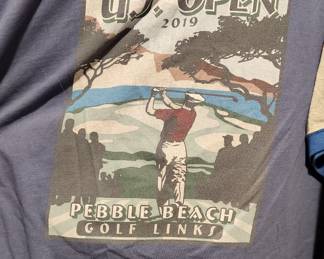 U.S. OPEN
2019
PEBBLE BEACH
GOLF LINKS